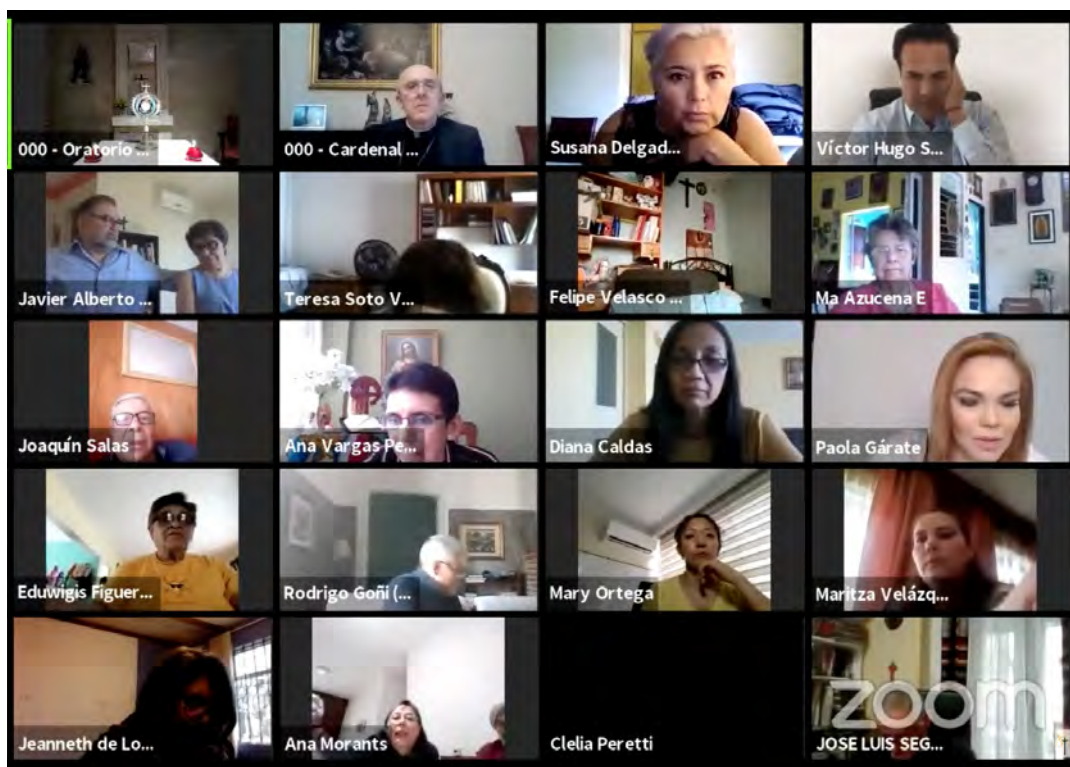 000 - Oratorio ...
000 - Cardenal ...
Susana Delgad...
Víctor Hugo S...
Javier Alberto ...
Teresa Soto V...
Felipe Velasco ...
Ma Azucena E
Joaquín Salas
Ana Vargas Pe...
Diana Caldas
Paola Gárate
Eduwigis Figuer...
Rodrigo Goñi (...
Mary Ortega
Maritza Velázq...
Jeanneth de Lo...
Ana Morants
Clelia Peretti
zoom
JOSE LUIS SEG...